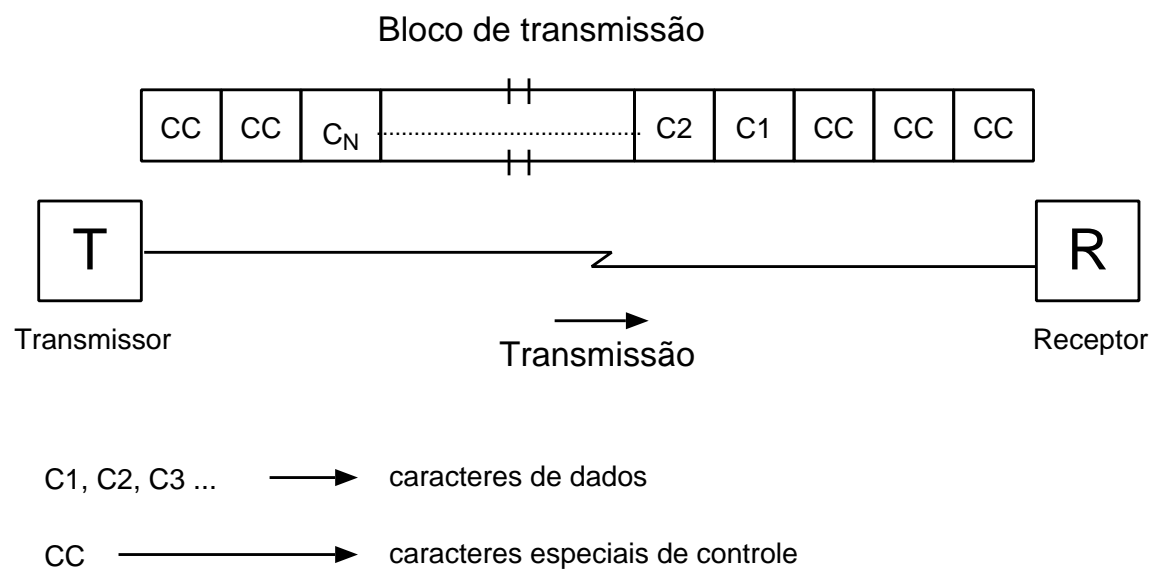 Bloco de transmissão
CC CC CN C2 C1 CC CC CC
T R
Transmissor Receptor
Transmissão
C1, C2, C3 ... caracteres de dados
CC caracteres especiais de controle